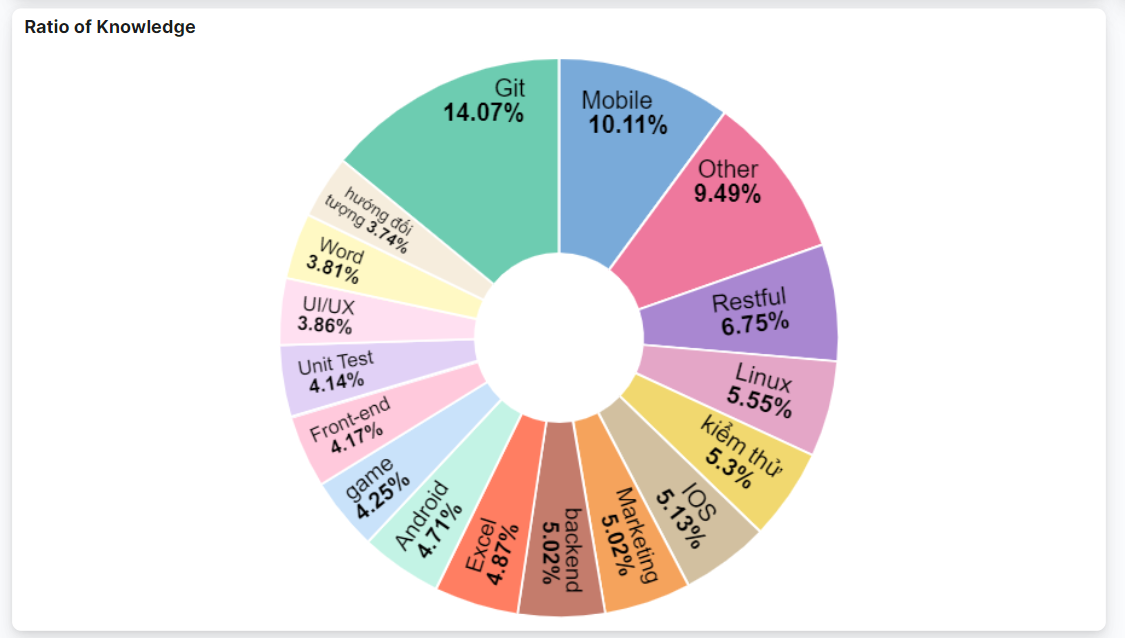 Ratio of Knowledge
Git
14.07%
Mobile
10.11%
Other
9.49%
Restful
6.75%
Linux
5.55%
kiểm thử
5.3%
IOS
5.13%
Marketing
5.02%
backend
5.02%
Excel
4.87%
Android
4.71%
game
4.25%
Front-end
4.17%
Unit Test
4.14%
UI/UX
3.86%
Word
3.81%
hướng đối
tượng 3.74%